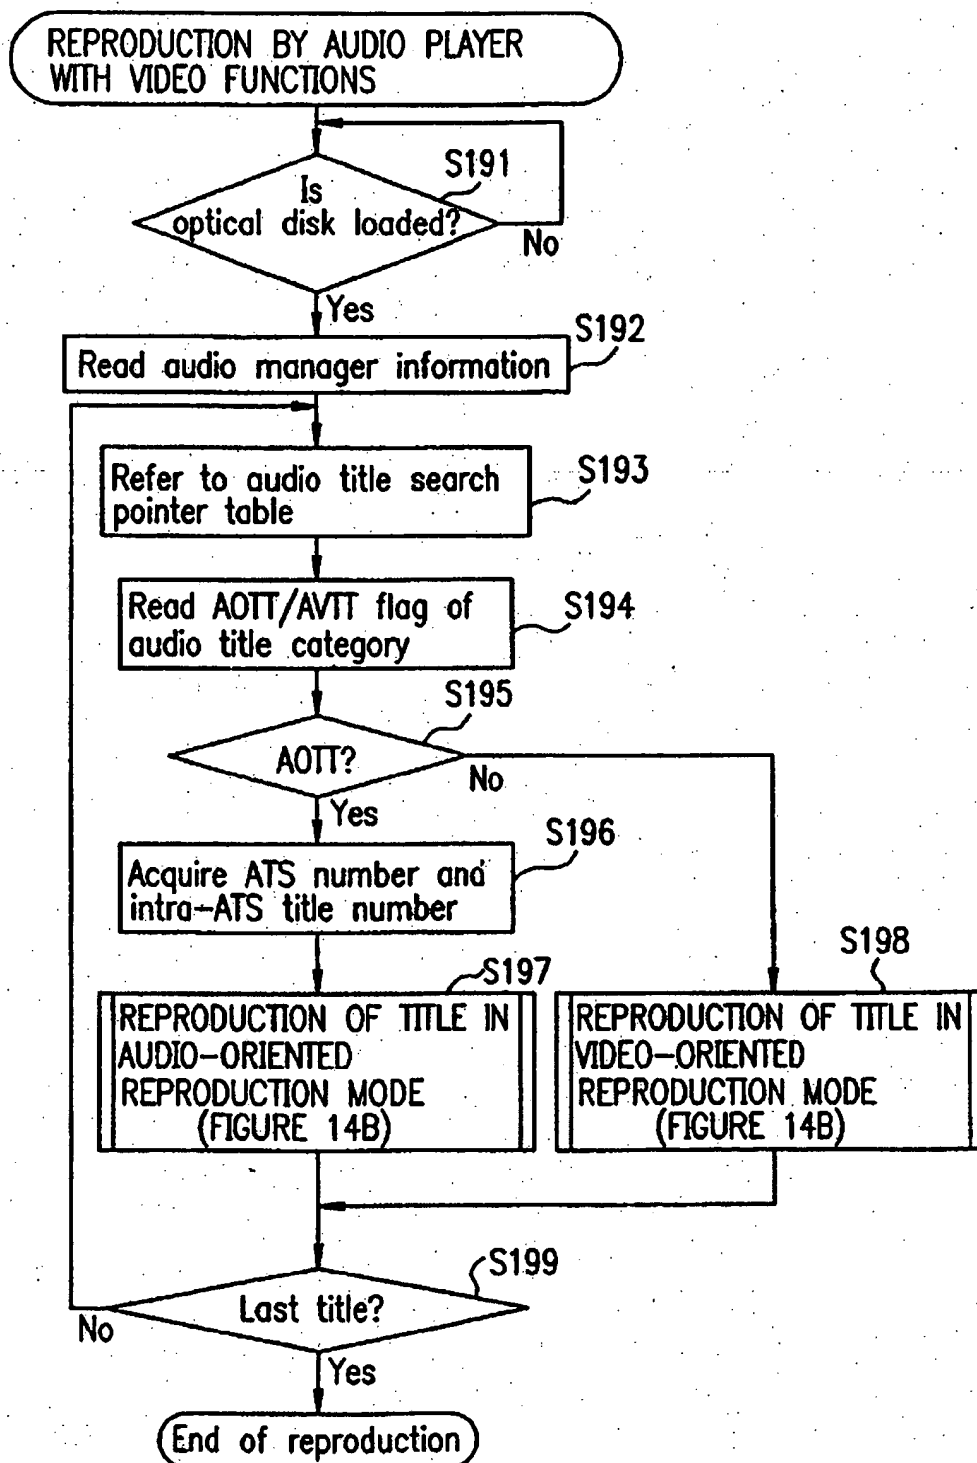 REPRODUCTION BY AUDIO PLAYER
WITH VIDEO FUNCTIONS
S191
Is
optical disk loaded?
No
Yes
S192
Read audio manager information
S193
Refer to audio title search
pointer table
S194
Read AOTT/AVTT flag of
audio title category
S195
AOTT?
No
Yes
S196
Acquire ATS number and
intra-ATS title number
S197
REPRODUCTION OF TITLE IN
AUDIO-ORIENTED
REPRODUCTION MODE
(FIGURE 14B)
S198
REPRODUCTION OF TITLE IN
VIDEO-ORIENTED
REPRODUCTION MODE
(FIGURE 14B)
S199
Last title?
No
Yes
End of reproduction